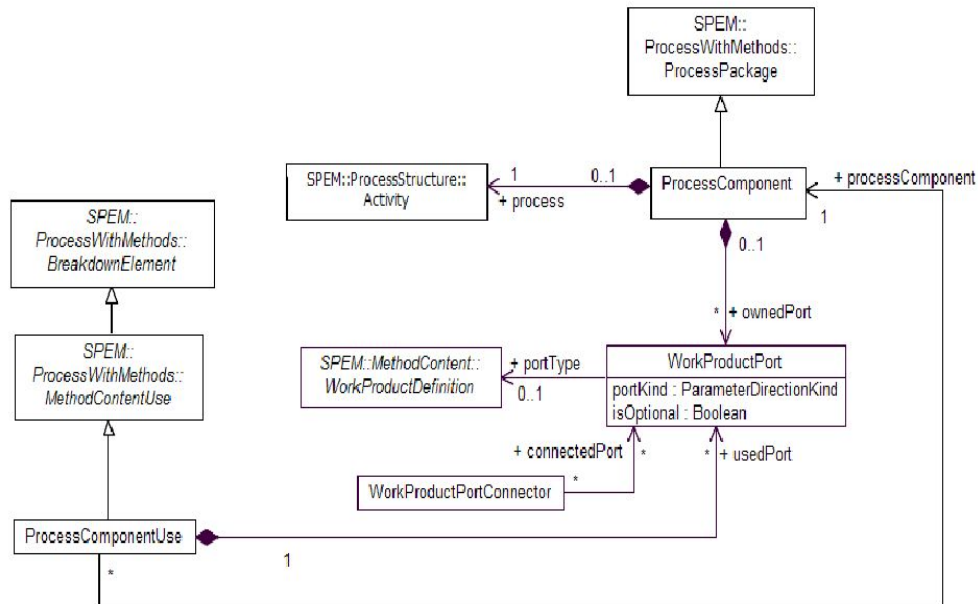 SPEM::
ProcessWithMethods::
ProcessPackage
SPEM::ProcessStructure::
Activity
1
+ process
0..1
ProcessComponent
+ processComponent
1
0..1
SPEM::
ProcessWithMethods::
BreakdownElement
* + ownedPort
SPEM::
ProcessWithMethods::
MethodContentUse
SPEM::MethodContent::
WorkProductDefinition
+ portType
0..1
WorkProductPort
portKind : ParameterDirectionKind
isOptional : Boolean
+ connectedPort
*
* + usedPort
WorkProductPortConnector
*
ProcessComponentUse
1
*